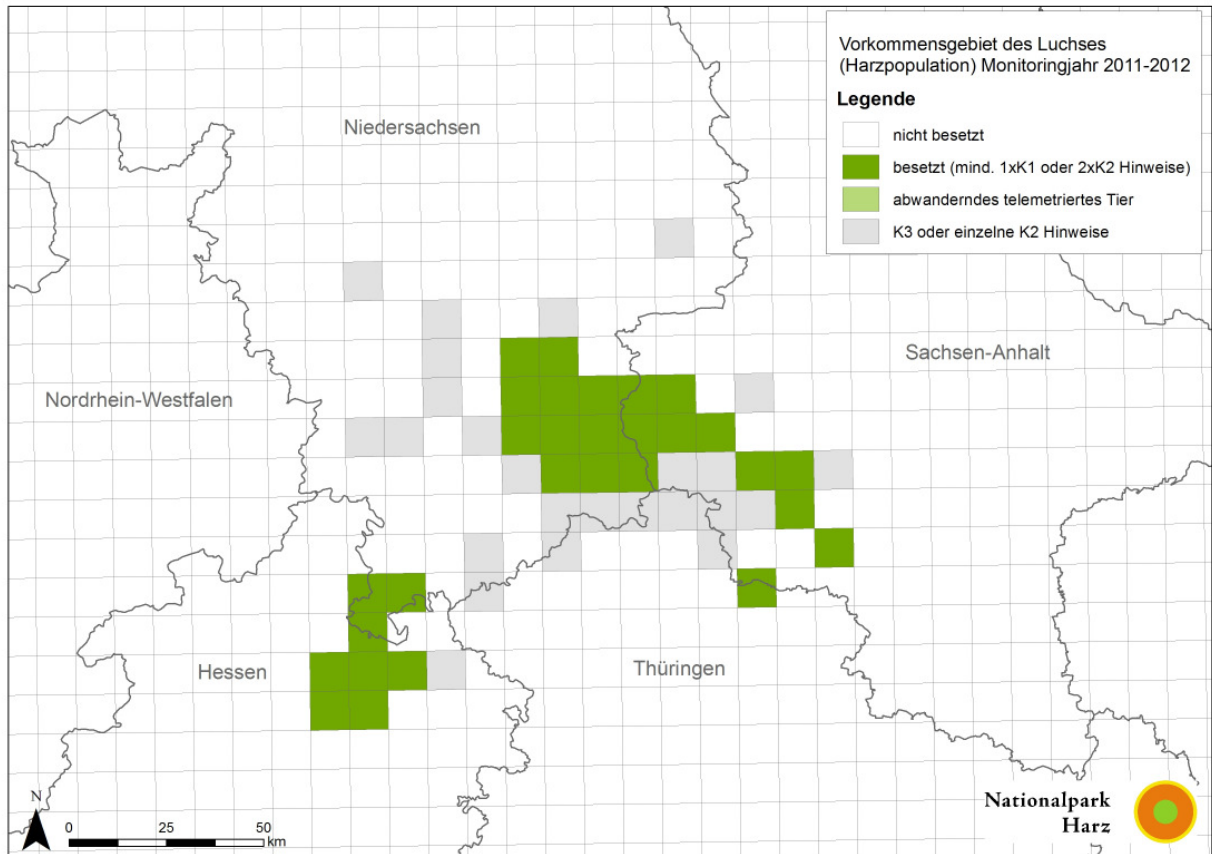 Vorkommensgebiet des Luchses
(Harzpopulation) Monitoringjahr 2011-2012
Legende
nicht besetzt
besetzt (mind. 1xK1 oder 2xK2 Hinweise)
abwanderndes telemetriertes Tier
K3 oder einzelne K2 Hinweise
Niedersachsen
Sachsen-Anhalt
Nordrhein-Westfalen
Hessen
Thüringen
N
0 25 50
km
Nationalpark
Harz